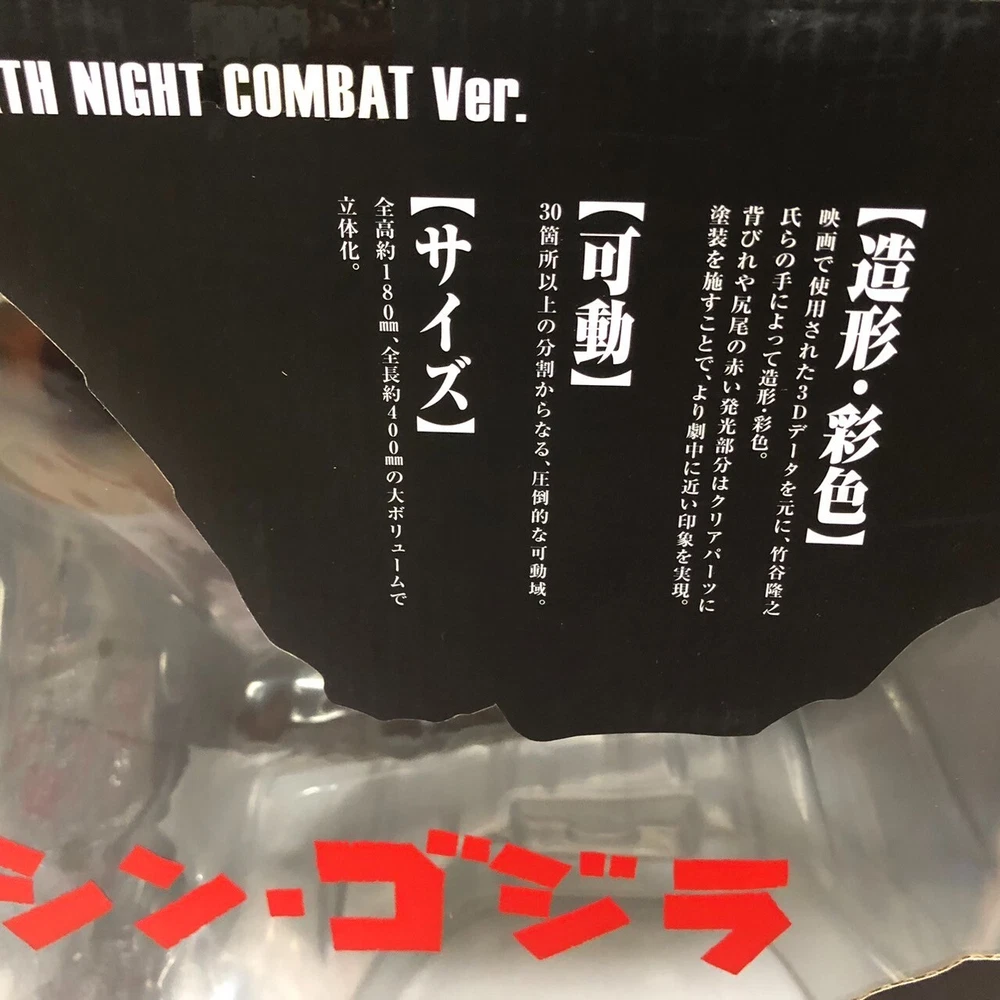 TH NIGHT COMBAT Ver.
【造形・彩色】
映画で使用された3Dデータを元に、竹谷隆之
氏らの手によって造形・彩色。
背びれや尻尾の赤い発光部分はクリアパーツに
塗装を施すことで、より劇中に近い印象を実現。
【可動】
30箇所以上の分割からなる、圧倒的な可動域。
【サイズ】
全高約180㎜、全長約400㎜の大ボリュームで
立体化。
シン・ゴジラ